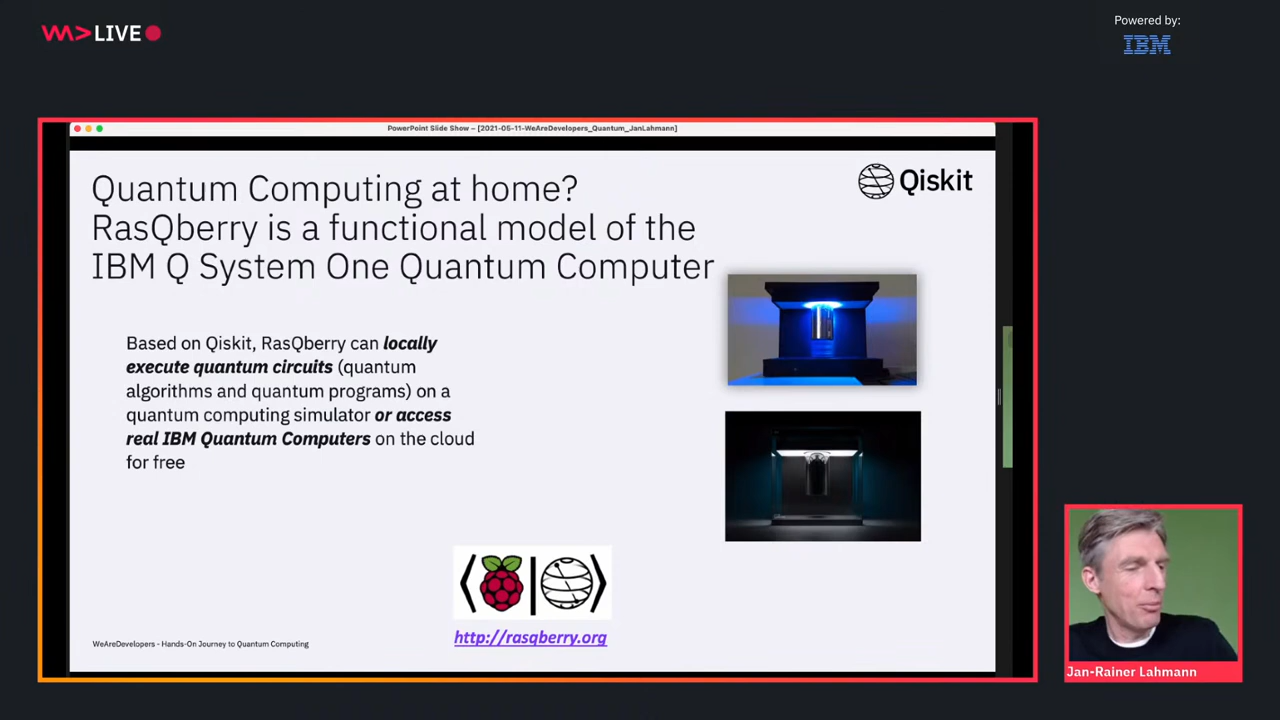 LIVE
Powered by:
IBM
PowerPoint Slide Show – [2021-05-11-WeAreDevelopers_Quantum_JanLahmann]
Quantum Computing at home?
RasQberry is a functional model of the
IBM Q System One Quantum Computer
Qiskit
Based on Qiskit, RasQberry can locally
execute quantum circuits (quantum
algorithms and quantum programs) on a
quantum computing simulator or access
real IBM Quantum Computers on the cloud
for free
http://rasqberry.org
WeAreDevelopers - Hands-On Journey to Quantum Computing
Jan-Rainer Lahmann